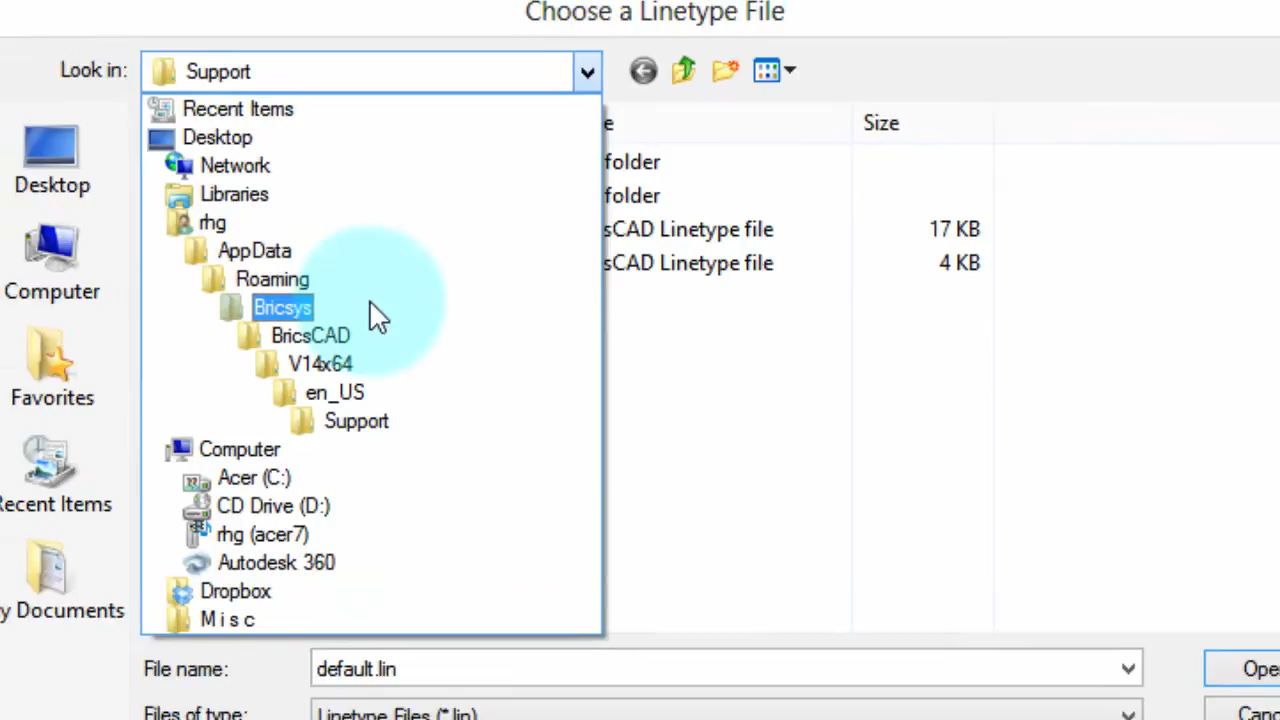 Choose a Linetype File
Look in: Support
Recent Items
Desktop
Network
Libraries
rhg
AppData
Roaming
Bricsys
BricsCAD
V14x64
en_US
Support
Computer
Acer (C:)
CD Drive (D:)
rhg (acer7)
Autodesk 360
Dropbox
M i s c
Desktop
Computer
Favorites
Recent Items
y Documents
e Size
folder
folder
sCAD Linetype file 17 KB
sCAD Linetype file 4 KB
File name: default.lin Ope
Files of type: Linetype Files (*.lin) Canc